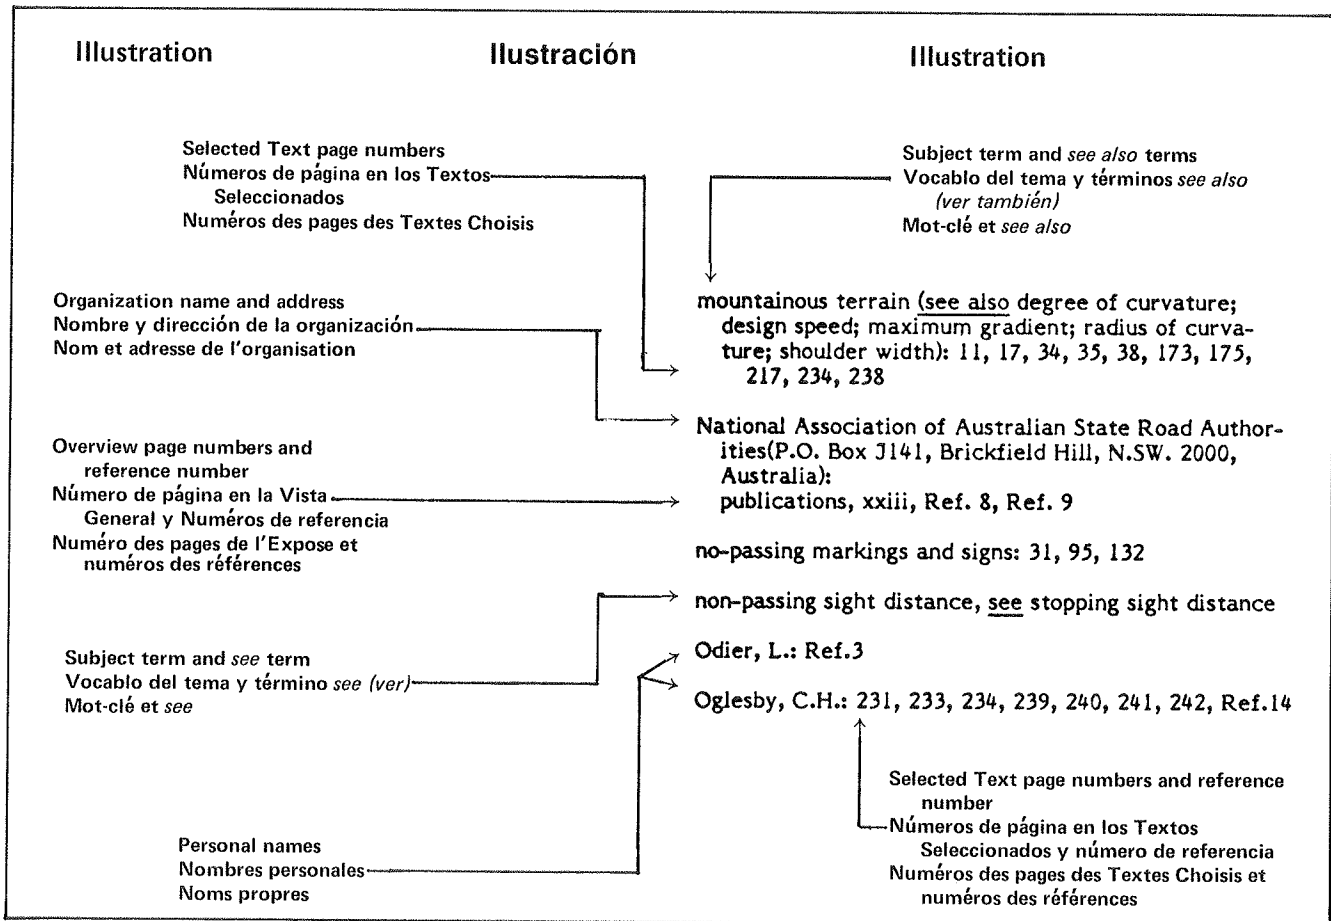 Illustration
Ilustración
Illustration
Selected Text page numbers
Números de página en los Textos
Seleccionados
Numéros des pages des Textes Choisis
Subject term and see also terms
Vocablo del tema y términos see also
(ver también)
Mot-clé et see also
Organization name and address
Nombre y dirección de la organización
Nom et adresse de l'organisation
mountainous terrain (see also degree of curvature;
design speed; maximum gradient; radius of curva-
ture; shoulder width): 11, 17, 34, 35, 38, 173, 175,
217, 234, 238
Overview page numbers and
reference number
Número de página en la Vista
General y Numéros de referencia
Numéro des pages de l'Expose et
numéros des références
National Association of Australian State Road Author-
ities(P.O. Box J141, Brickfield Hill, N.SW. 2000,
Australia):
publications, xxiii, Ref. 8, Ref. 9
no-passing markings and signs: 31, 95, 132
non-passing sight distance, see stopping sight distance
Subject term and see term
Vocablo del tema y término see (ver)
Mot-clé et see
Odier, L.: Ref.3
Oglesby, C.H.: 231, 233, 234, 239, 240, 241, 242, Ref.14
Personal names
Nombres personales
Noms propres
Selected Text page numbers and reference
number
Números de página en los Textos
Seleccionados y número de referencia
Numéros des pages des Textes Choisis et
numéros des références